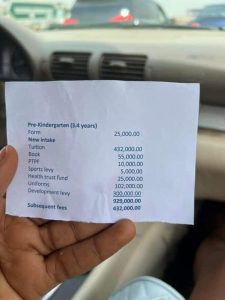 Pre-Kindergarten (3.4 years)
Form 25,000.00
New intake
Tuition 432,000.00
Book 55,000.00
PTPF 10,000.00
Sports levy 5,000.00
Health trust fund 25,000.00
Uniforms 102,000.00
Development levy 300,000.00
929,000.00
Subsequent fees 432,000.00